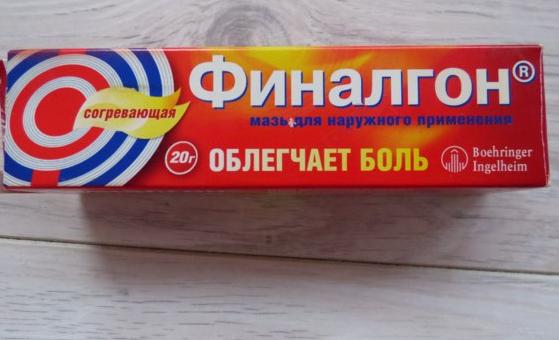 Финалгон®
согревающая
мазь для наружного применения
20г
ОБЛЕГЧАЕТ БОЛЬ
Boehringer
Ingelheim